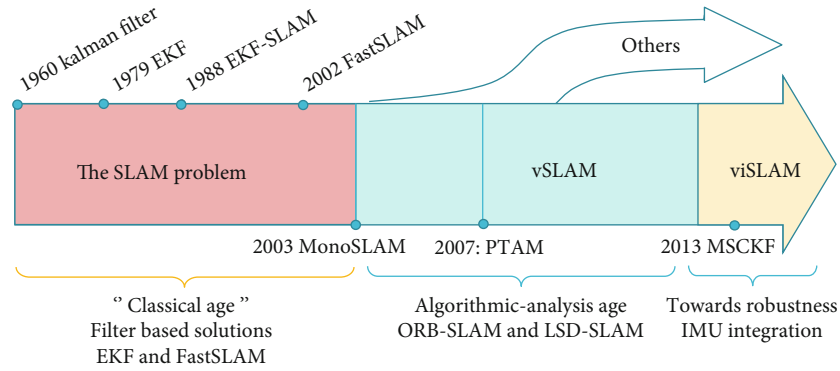 1960 kalman filter
1979 EKF
1988 EKF-SLAM
2002 FastSLAM
Others
The SLAM problem
vSLAM
viSLAM
2003 MonoSLAM
2007: PTAM
2013 MSCKF
“ Classical age ”
Filter based solutions
EKF and FastSLAM
Algorithmic-analysis age
ORB-SLAM and LSD-SLAM
Towards robustness
IMU integration